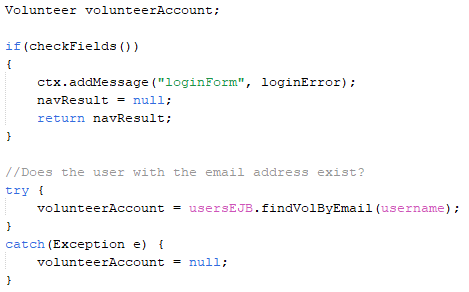 Volunteer volunteerAccount;
if(checkFields())
{
ctx.addMessage("loginForm", loginError);
navResult = null;
return navResult;
}
//Does the user with the email address exist?
try {
volunteerAccount = usersEJB.findVolByEmail(username);
}
catch(Exception e) {
volunteerAccount = null;
}